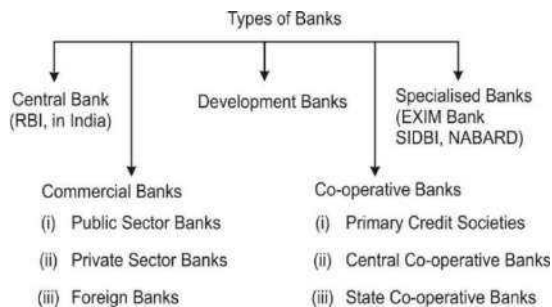 Types of Banks
Central Bank
(RBI, in India)
Development Banks
Specialised Banks
(EXIM Bank
SIDBI, NABARD)
Commercial Banks
(i) Public Sector Banks
(ii) Private Sector Banks
(iii) Foreign Banks
Co-operative Banks
(i) Primary Credit Societies
(ii) Central Co-operative Banks
(iii) State Co-operative Banks